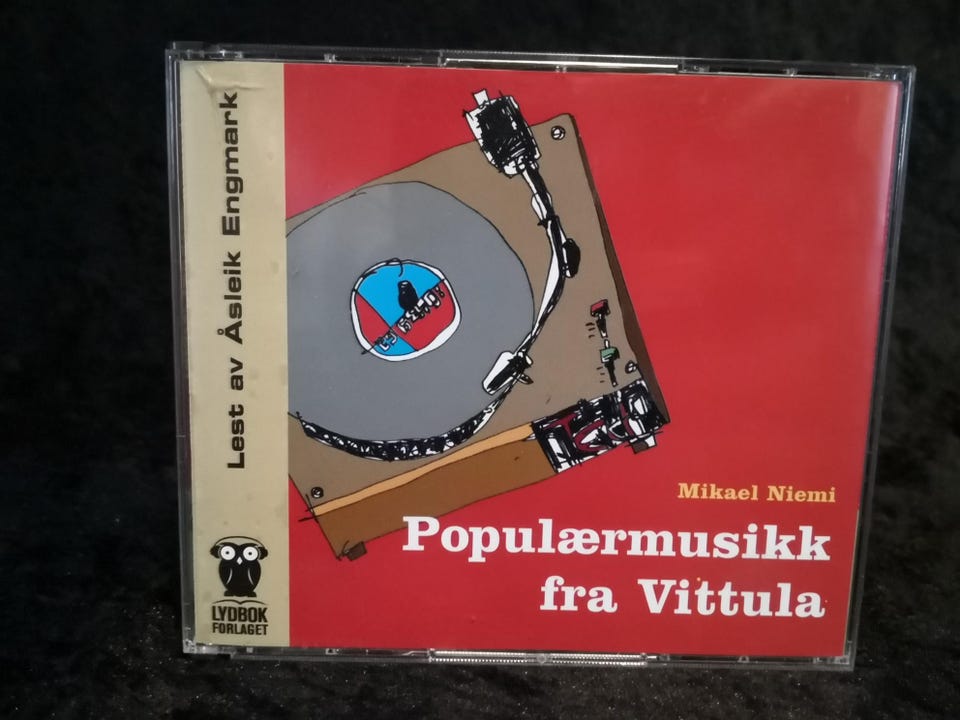 Lest av Åsleik Engmark
LYDBOK
FORLAGET
Mikael Niemi
Populærmusikk
fra Vittula